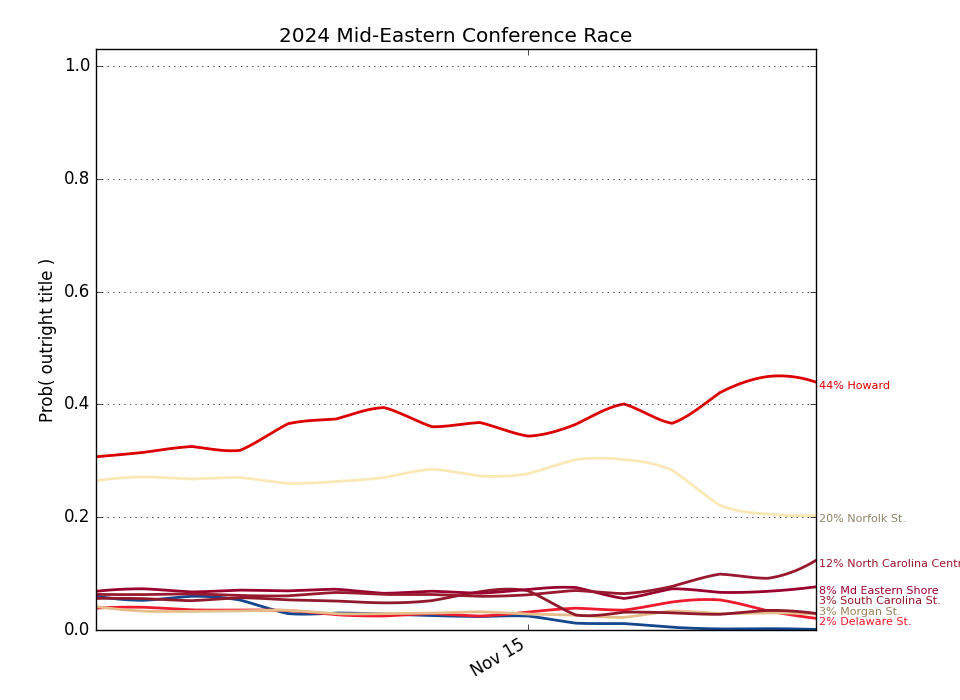 2024 Mid-Eastern Conference Race
1.0
0.8
0.6
0.4
0.2
0.0
Prob( outright title )
Nov 15
44% Howard
20% Norfolk St.
12% North Carolina Centr
8% Md Eastern Shore
3% South Carolina St.
3% Morgan St.
2% Delaware St.